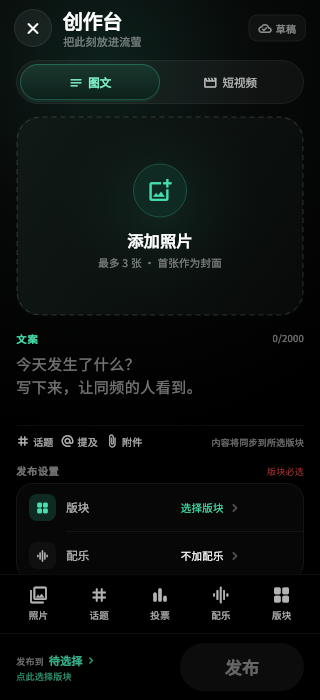 创作台
把此刻放进流萤
草稿
图文
短视频
添加照片
最多 3 张 · 首张作为封面
文案
0/2000
今天发生了什么？
写下来，让同频的人看到。
话题
提及
附件
内容将同步到所选版块
发布设置
版块必选
版块
选择版块
配乐
不加配乐
照片
话题
投票
配乐
版块
发布到 待选择
点此选择版块
发布